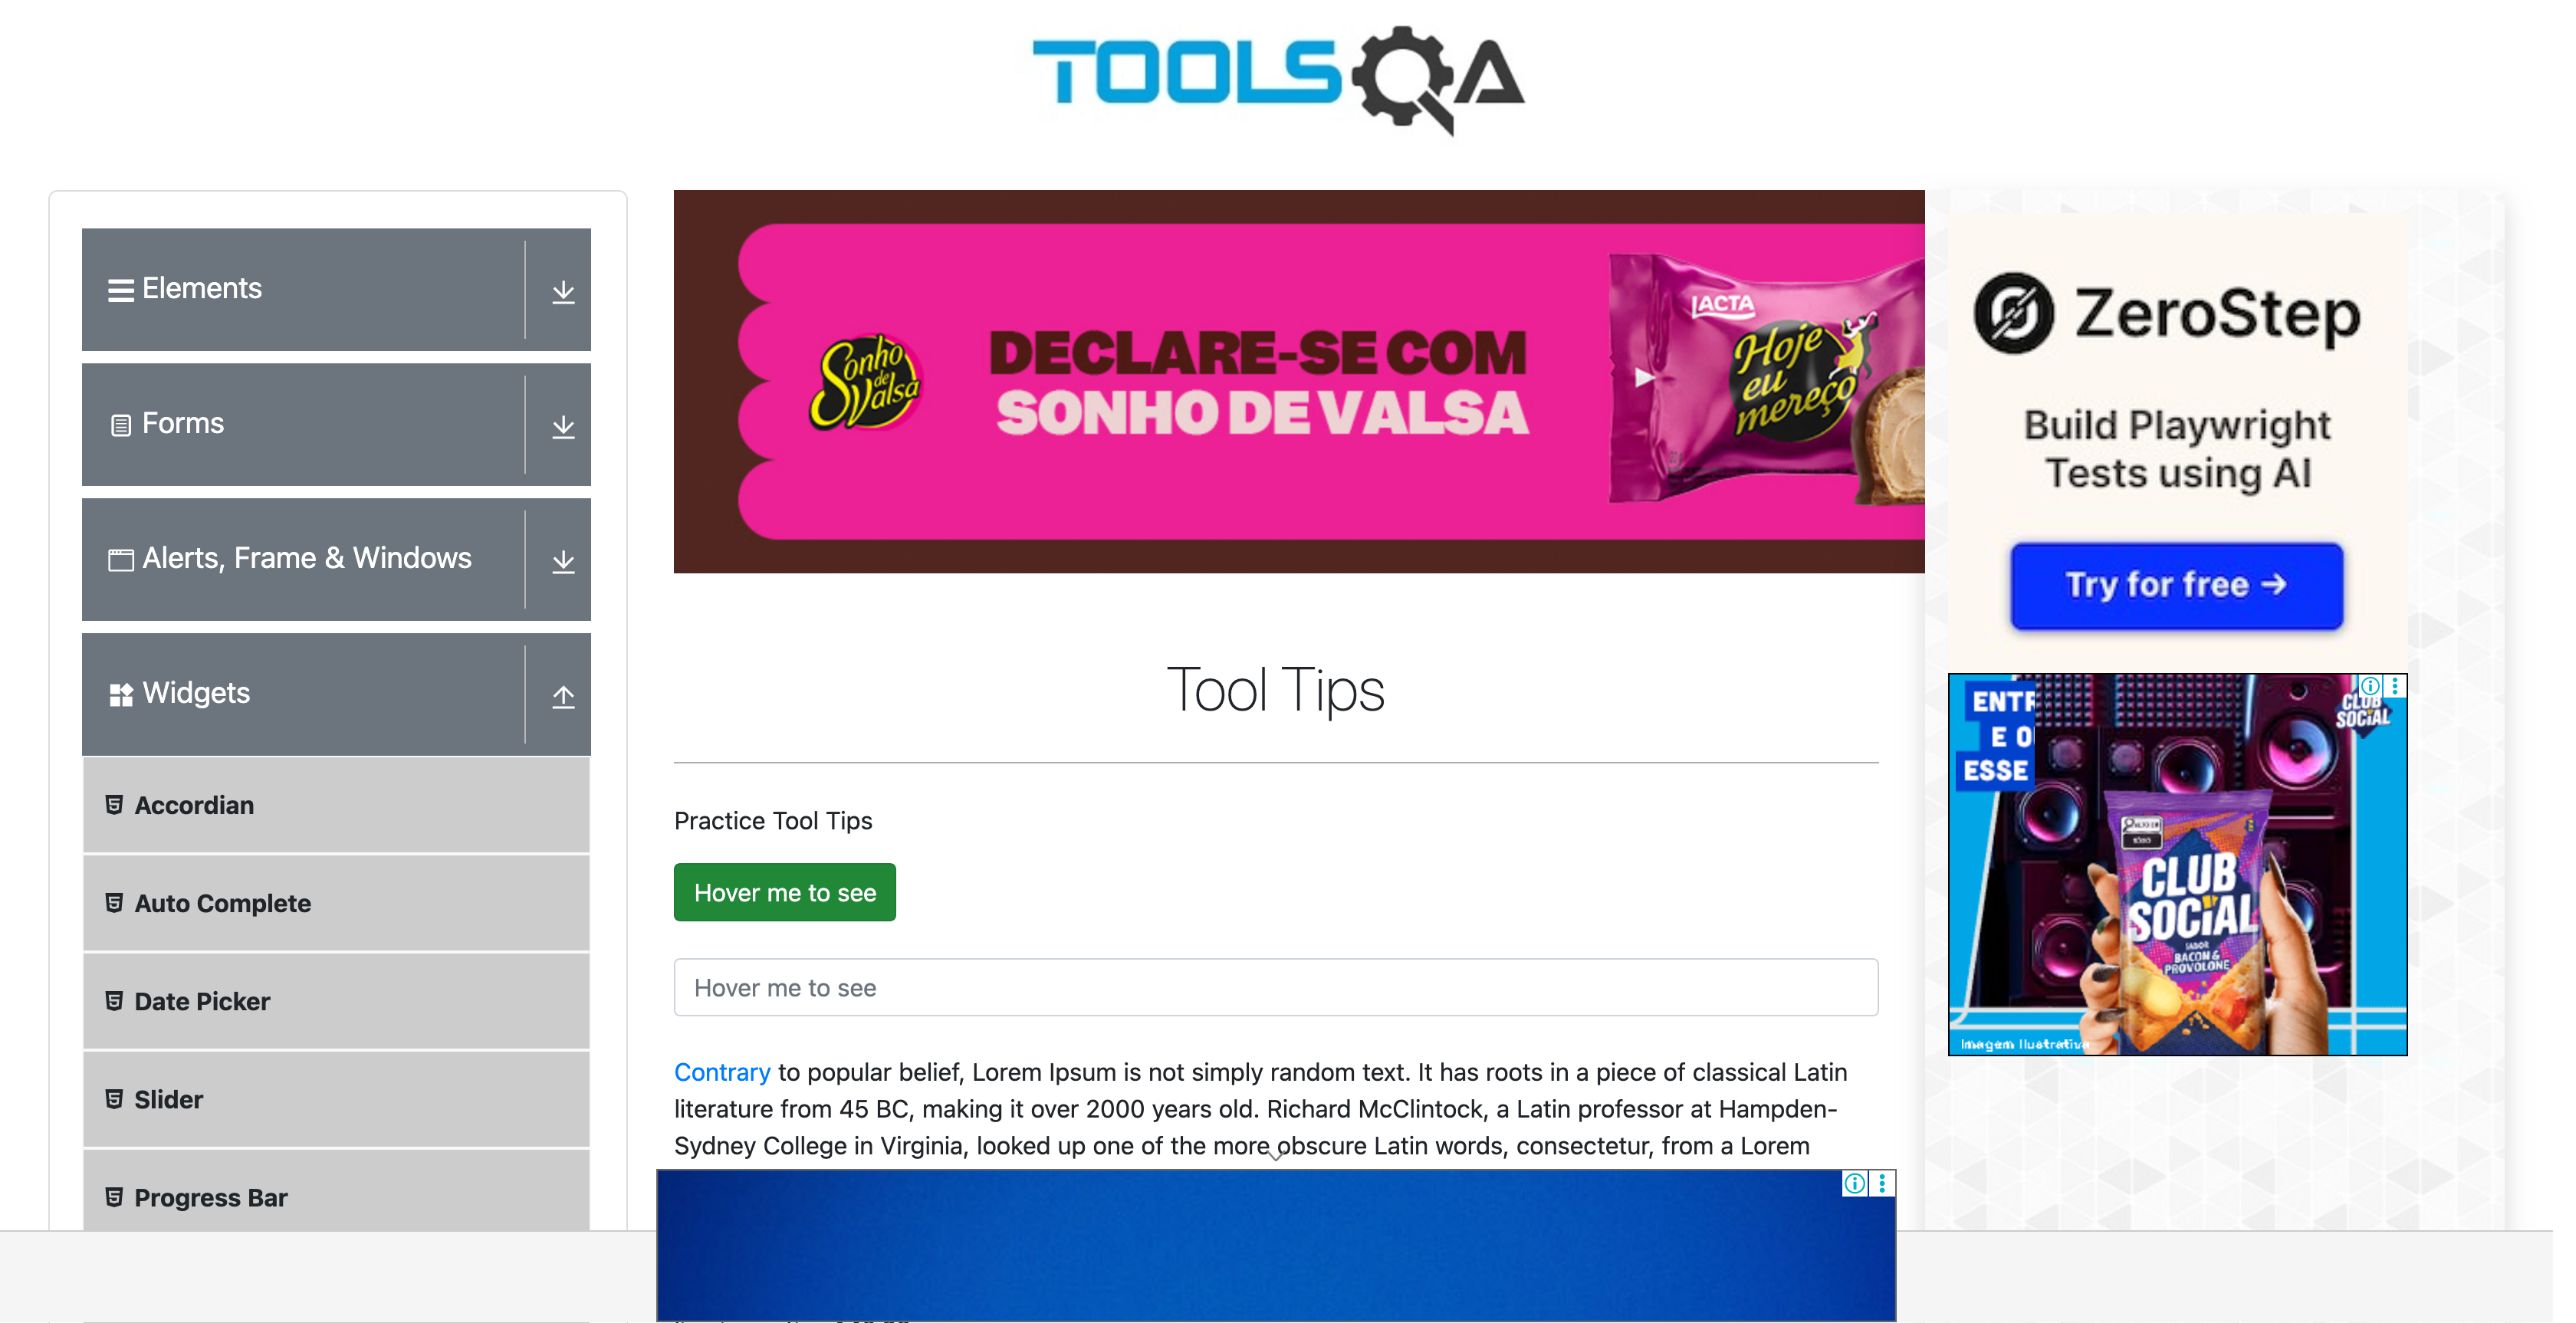 TOOLSQA
Elements
Forms
Alerts, Frame & Windows
Widgets
Accordian
Auto Complete
Date Picker
Slider
Progress Bar
Sonho de Valsa
DECLARE-SE COM
SONHO DE VALSA
LACTA
Hoje
eu
mereço
Tool Tips
Practice Tool Tips
Hover me to see
Hover me to see
Contrary to popular belief, Lorem Ipsum is not simply random text. It has roots in a piece of classical Latin
literature from 45 BC, making it over 2000 years old. Richard McClintock, a Latin professor at Hampden-
Sydney College in Virginia, looked up one of the more obscure Latin words, consectetur, from a Lorem
ZeroStep
Build Playwright
Tests using AI
Try for free →
ENTR
E O
ESSE
CLUB
SOCIAL
CLUB
SOCIAL
SABOR
BACON &
PROVOLONE
Imagem Ilustrativa